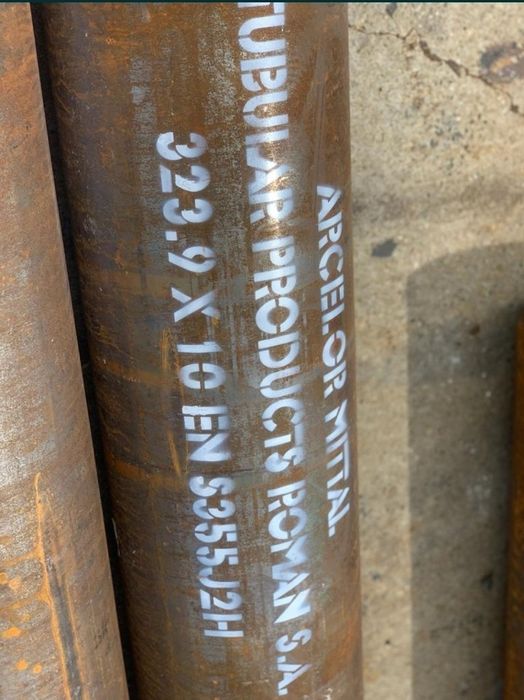 ARCELOR MITTAL
TUBULAR PRODUCTS ROMAN S.A.
323.9 X 10 EN S355J2H